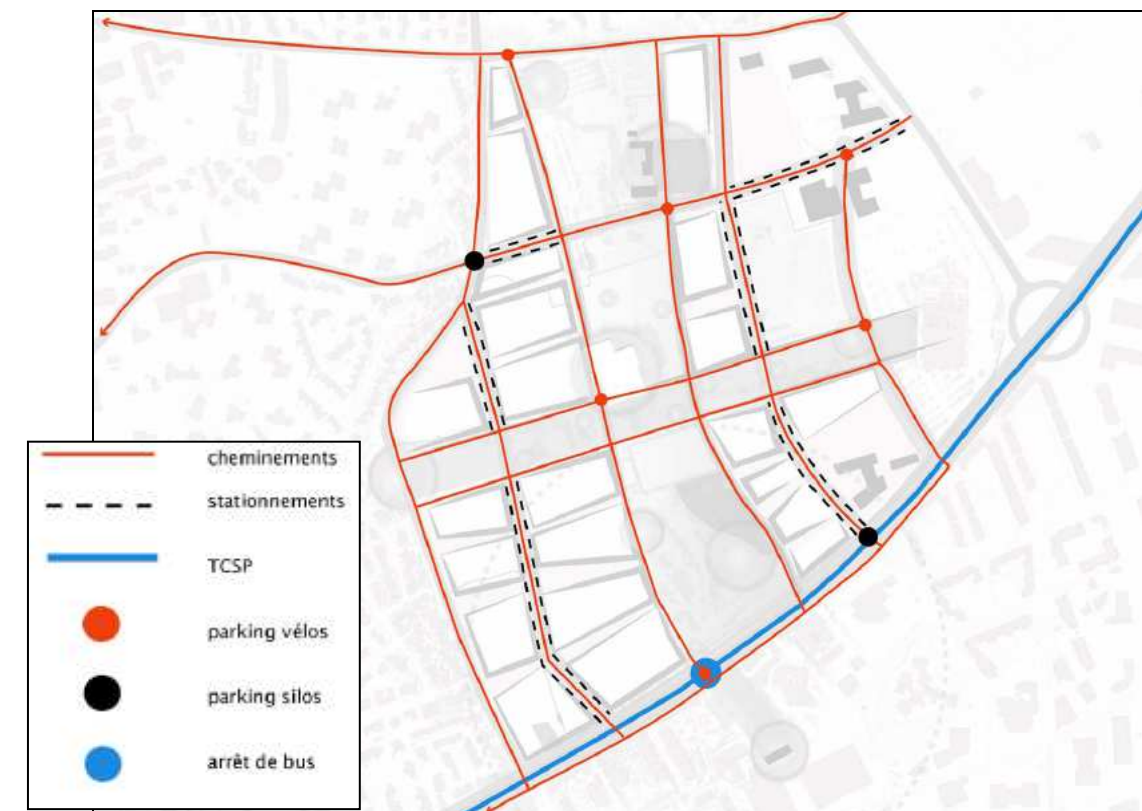 cheminements
stationnements
TCSP
parking vélos
parking silos
arrêt de bus